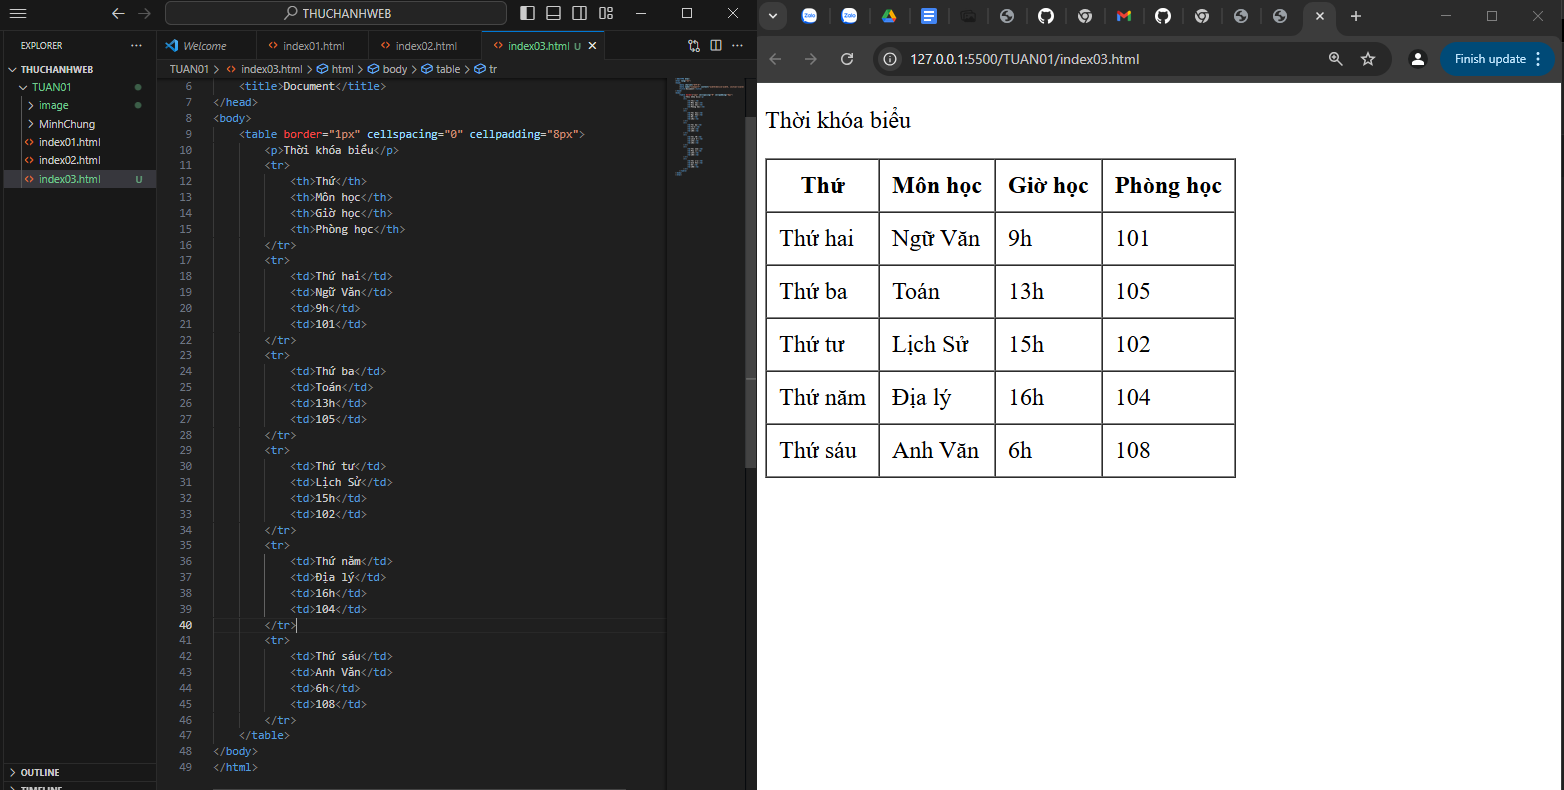 THUCHANHWEB
EXPLORER
THUCHANHWEB
TUAN01
image
MinhChung
index01.html
index02.html
index03.html U
OUTLINE
TIMELINE
Welcome index01.html index02.html index03.html U
TUAN01 > index03.html > html > body > table > tr
6 <title>Document</title>
7 </head>
8 <body>
9 <table border="1px" cellspacing="0" cellpadding="8px">
10 <p>Thời khóa biểu</p>
11 <tr>
12 <th>Thứ</th>
13 <th>Môn học</th>
14 <th>Giờ học</th>
15 <th>Phòng học</th>
16 </tr>
17 <tr>
18 <td>Thứ hai</td>
19 <td>Ngữ Văn</td>
20 <td>9h</td>
21 <td>101</td>
22 </tr>
23 <tr>
24 <td>Thứ ba</td>
25 <td>Toán</td>
26 <td>13h</td>
27 <td>105</td>
28 </tr>
29 <tr>
30 <td>Thứ tư</td>
31 <td>Lịch Sử</td>
32 <td>15h</td>
33 <td>102</td>
34 </tr>
35 <tr>
36 <td>Thứ năm</td>
37 <td>Địa lý</td>
38 <td>16h</td>
39 <td>104</td>
40 </tr>
41 <tr>
42 <td>Thứ sáu</td>
43 <td>Anh Văn</td>
44 <td>6h</td>
45 <td>108</td>
46 </tr>
47 </table>
48 </body>
49 </html>
Zalo Zalo
127.0.0.1:5500/TUAN01/index03.html
Finish update
Thời khóa biểu
Thứ Môn học Giờ học Phòng học
Thứ hai Ngữ Văn 9h 101
Thứ ba Toán 13h 105
Thứ tư Lịch Sử 15h 102
Thứ năm Địa lý 16h 104
Thứ sáu Anh Văn 6h 108